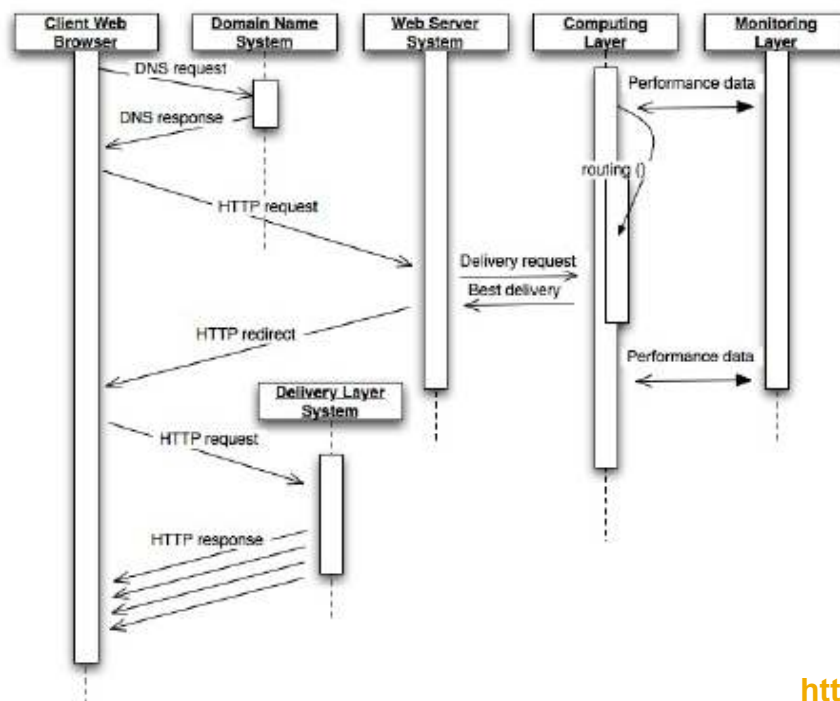 Client Web
Browser
Domain Name
System
Web Server
System
Computing
Layer
Monitoring
Layer
DNS request
Performance data
DNS response
routing ()
HTTP request
Delivery request
Best delivery
HTTP redirect
Performance data
Delivery Layer
System
HTTP request
HTTP response
htt